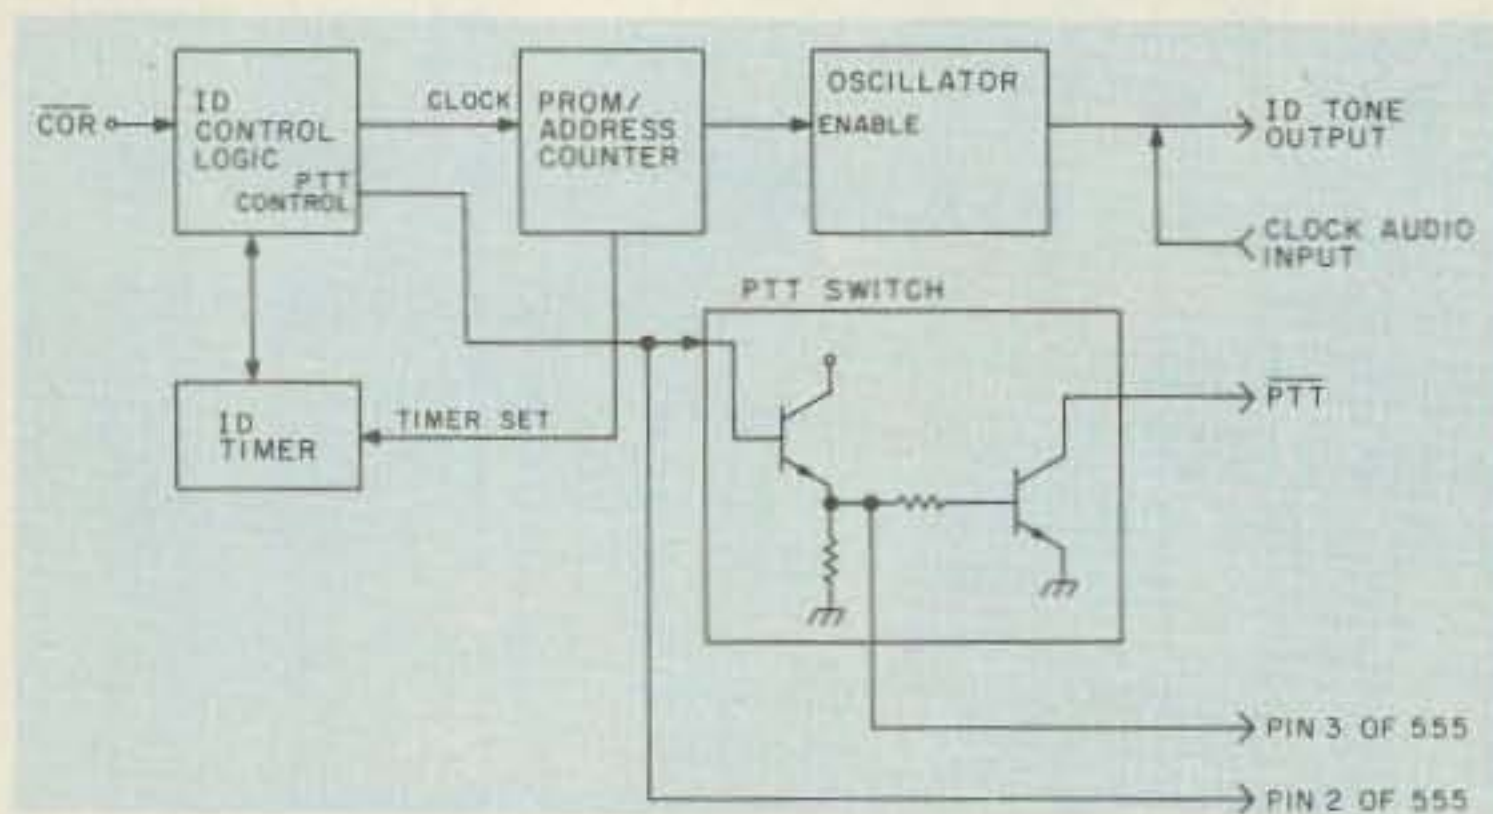 COR
ID
CONTROL
LOGIC
PTT
CONTROL
CLOCK
PROM/
ADDRESS
COUNTER
OSCILLATOR
ENABLE
ID TONE
OUTPUT
CLOCK AUDIO
INPUT
PTT SWITCH
ID
TIMER
TIMER SET
PTT
PIN 3 OF 555
PIN 2 OF 555